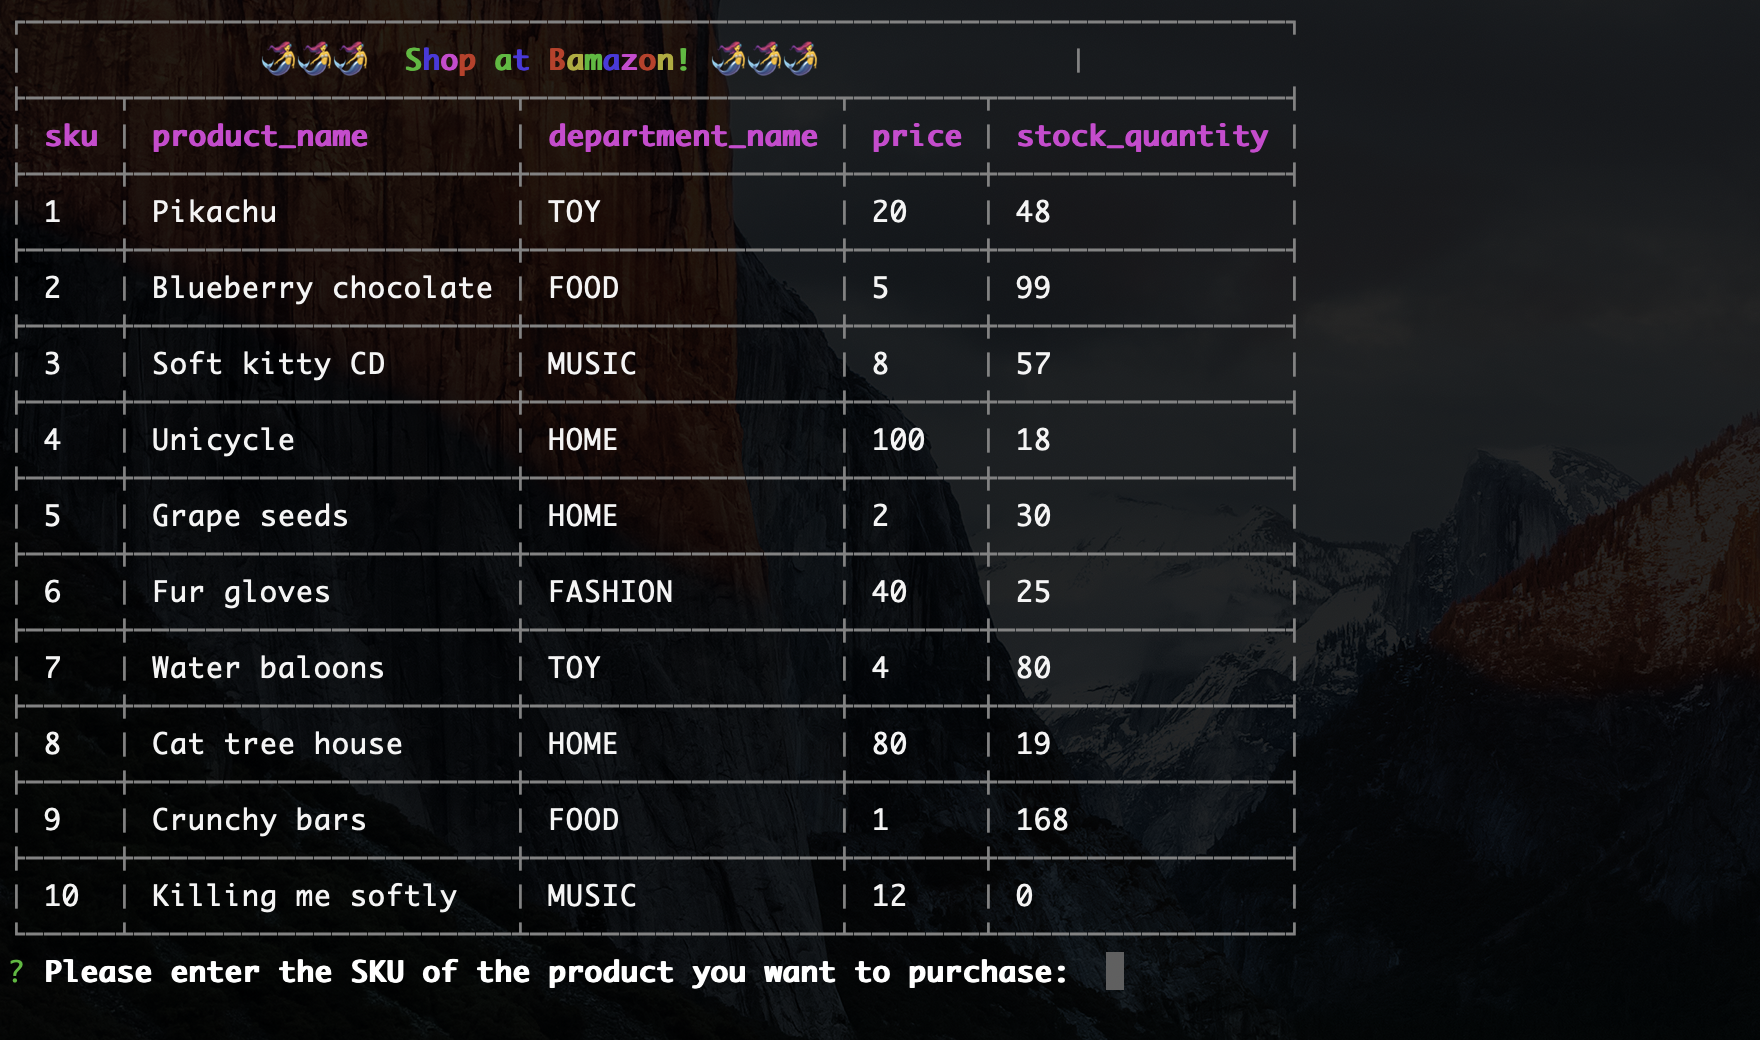 🧜‍♀️🧜‍♀️🧜‍♀️ Shop at Bamazon! 🧜‍♀️🧜‍♀️🧜‍♀️
sku product_name department_name price stock_quantity
1 Pikachu TOY 20 48
2 Blueberry chocolate FOOD 5 99
3 Soft kitty CD MUSIC 8 57
4 Unicycle HOME 100 18
5 Grape seeds HOME 2 30
6 Fur gloves FASHION 40 25
7 Water baloons TOY 4 80
8 Cat tree house HOME 80 19
9 Crunchy bars FOOD 1 168
10 Killing me softly MUSIC 12 0
? Please enter the SKU of the product you want to purchase: